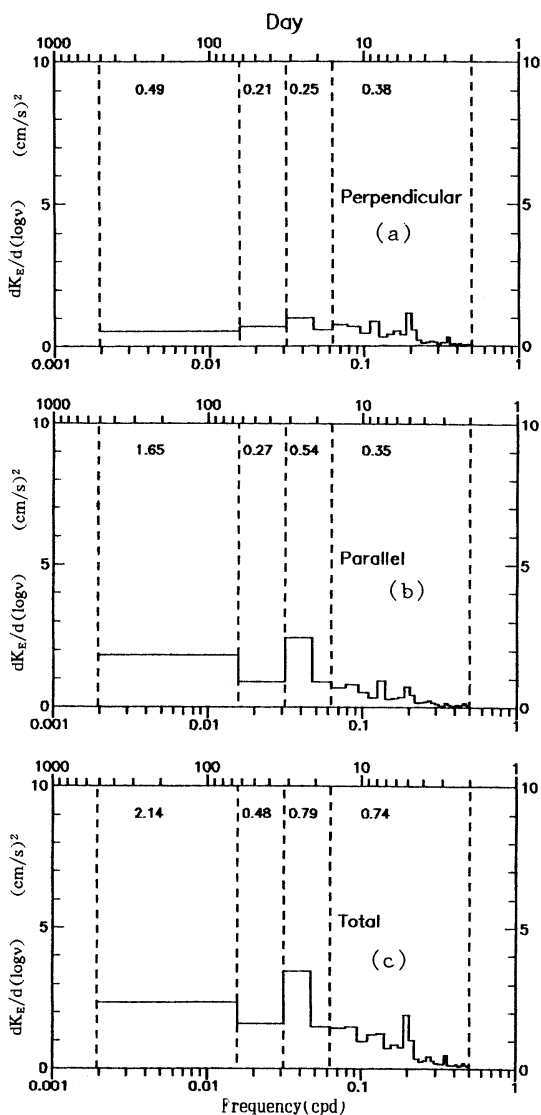 Day
1000 100 10 1
10 10
0.49 0.21 0.25 0.38
dKE/d(logν) (cm/s)²
Perpendicular
(a)
5 5
0 0
0.001 0.01 0.1 1
1000 100 10 1
10 10
1.65 0.27 0.54 0.35
dKE/d(logν) (cm/s)²
5 5
Parallel
(b)
0 0
0.001 0.01 0.1 1
1000 100 10 1
10 10
2.14 0.48 0.79 0.74
dKE/d(logν) (cm/s)²
5 5
Total
(c)
0 0
0.001 0.01 0.1 1
Frequency(cpd)